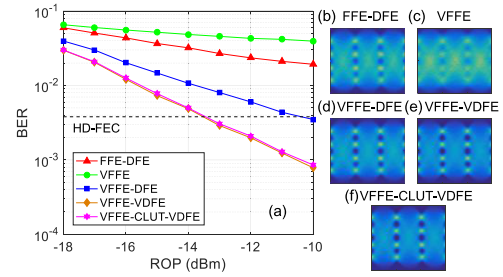 10^-1
10^-2
10^-3
10^-4
BER
-18
-16
-14
-12
-10
ROP (dBm)
HD-FEC
FFE-DFE
VFFE
VFFE-DFE
VFFE-VDFE
VFFE-CLUT-VDFE
(a)
(b) FFE-DFE
(c) VFFE
(d) VFFE-DFE
(e) VFFE-VDFE
(f) VFFE-CLUT-VDFE